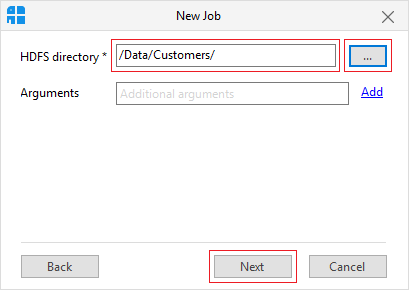 New Job
HDFS directory * /Data/Customers/ ...
Arguments Additional arguments Add
Back Next Cancel